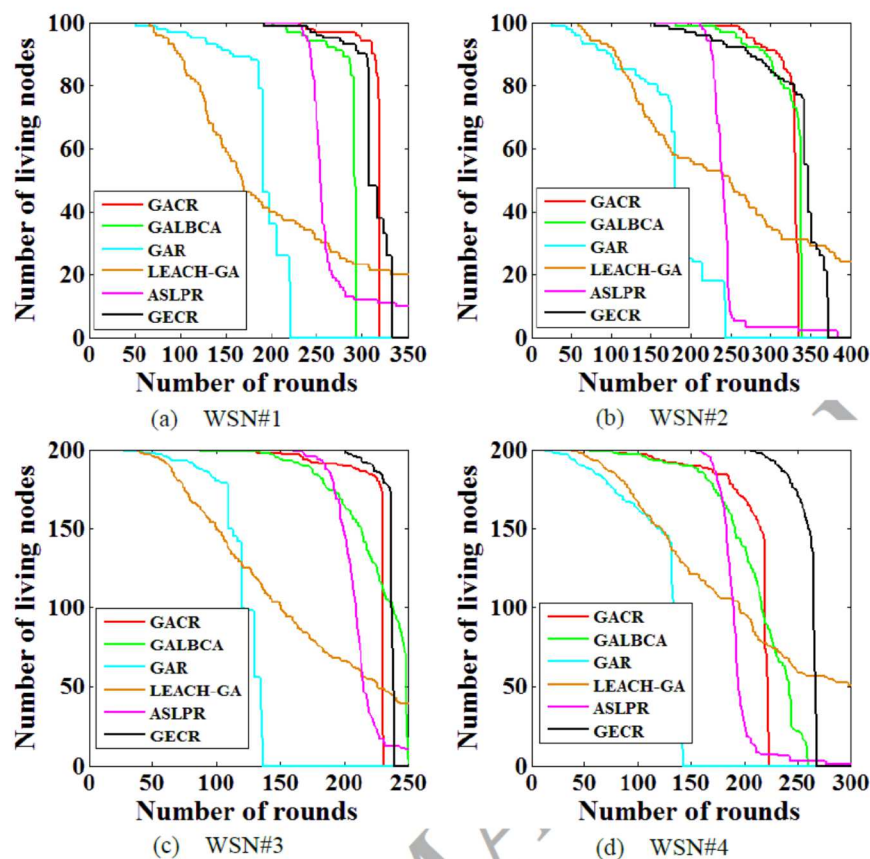 100
80
60
40
20
0
Number of living nodes
GACR
GALBCA
GAR
LEACH-GA
ASLPR
GECR
0 50 100 150 200 250 300 350
Number of rounds
(a) WSN#1
100
80
60
40
20
0
Number of living nodes
GACR
GALBCA
GAR
LEACH-GA
ASLPR
GECR
0 50 100 150 200 250 300 350 400
Number of rounds
(b) WSN#2
200
150
100
50
0
Number of living nodes
GACR
GALBCA
GAR
LEACH-GA
ASLPR
GECR
0 50 100 150 200 250
Number of rounds
(c) WSN#3
200
150
100
50
0
Number of living nodes
GACR
GALBCA
GAR
LEACH-GA
ASLPR
GECR
0 50 100 150 200 250 300
Number of rounds
(d) WSN#4